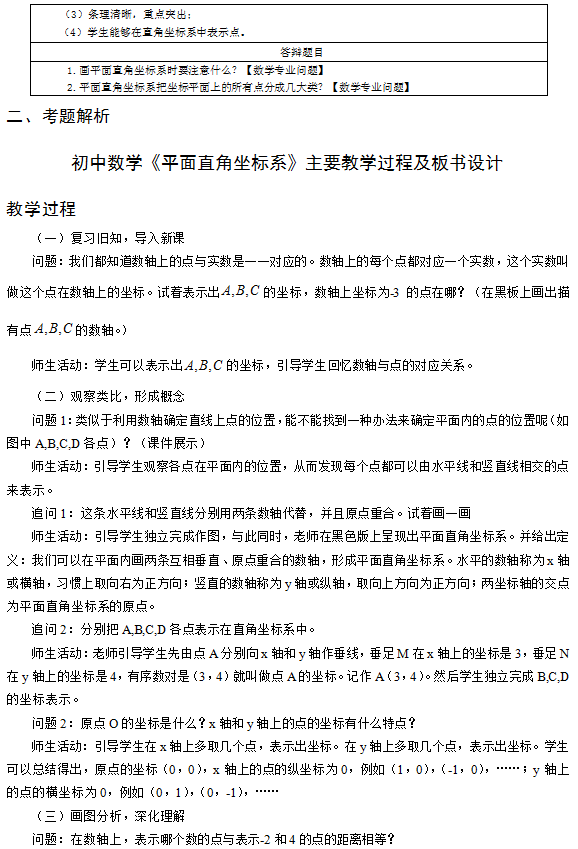 （3）条理清晰，重点突出；
（4）学生能够在直角坐标系中表示点。
答辩题目
1.画平面直角坐标系时要注意什么？【数学专业问题】
2.平面直角坐标系把坐标平面上的所有点分成几大类？【数学专业问题】
二、考题解析
初中数学《平面直角坐标系》主要教学过程及板书设计
教学过程
（一）复习旧知，导入新课
问题：我们都知道数轴上的点与实数是一一对应的。数轴上的每个点都对应一个实数，这个实数叫
做这个点在数轴上的坐标。试着表示出A,B,C的坐标，数轴上坐标为-3 的点在哪？（在黑板上画出描
有点A,B,C的数轴。）
师生活动：学生可以表示出A,B,C的坐标，引导学生回忆数轴与点的对应关系。
（二）观察类比，形成概念
问题 1：类似于利用数轴确定直线上点的位置，能不能找到一种办法来确定平面内的点的位置呢（如
图中 A,B,C,D 各点）？（课件展示）
师生活动：引导学生观察各点在平面内的位置，从而发现每个点都可以由水平线和竖直线相交的点
来表示。
追问 1：这条水平线和竖直线分别用两条数轴代替，并且原点重合。试着画一画
师生活动：引导学生独立完成作图，与此同时，老师在黑色版上呈现出平面直角坐标系。并给出定
义：我们可以在平面内画两条互相垂直、原点重合的数轴，形成平面直角坐标系。水平的数轴称为 x 轴
或横轴，习惯上取向右为正方向；竖直的数轴称为 y 轴或纵轴，取向上方向为正方向；两坐标轴的交点
为平面直角坐标系的原点。
追问 2：分别把 A,B,C,D 各点表示在直角坐标系中。
师生活动：老师引导学生先由点 A 分别向 x 轴和 y 轴作垂线，垂足 M 在 x 轴上的坐标是 3，垂足 N
在 y 轴上的坐标是 4，有序数对是（3，4）就叫做点 A 的坐标。记作 A（3，4）。然后学生独立完成 B,C,D
的坐标表示。
问题 2：原点 O 的坐标是什么？x 轴和 y 轴上的点的坐标有什么特点？
师生活动：引导学生在 x 轴上多取几个点，表示出坐标。在 y 轴上多取几个点，表示出坐标。学生
可以总结得出，原点的坐标（0，0），x 轴上的点的纵坐标为 0，例如（1，0），（-1，0），……；y 轴上
的点的横坐标为 0，例如（0，1），（0，-1），……
（三）画图分析，深化理解
问题：在数轴上，表示哪个数的点与表示-2 和 4 的点的距离相等？